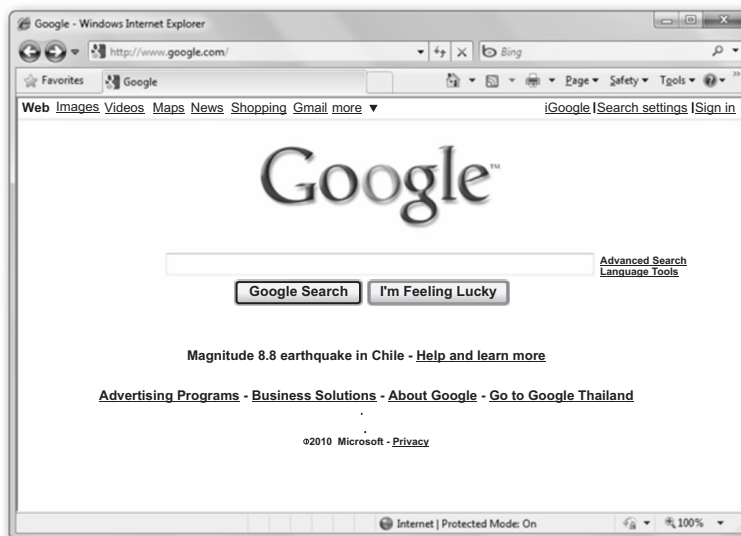 Google - Windows Internet Explorer
http://www.google.com/ Bing
Favorites Google Page Safety Tools »
Web Images Videos Maps News Shopping Gmail more ▼ iGoogle | Search settings | Sign in
Google™
Advanced Search
Language Tools
Google Search I'm Feeling Lucky
Magnitude 8.8 earthquake in Chile - Help and learn more
Advertising Programs - Business Solutions - About Google - Go to Google Thailand
©2010 Microsoft - Privacy
Internet | Protected Mode: On 100%